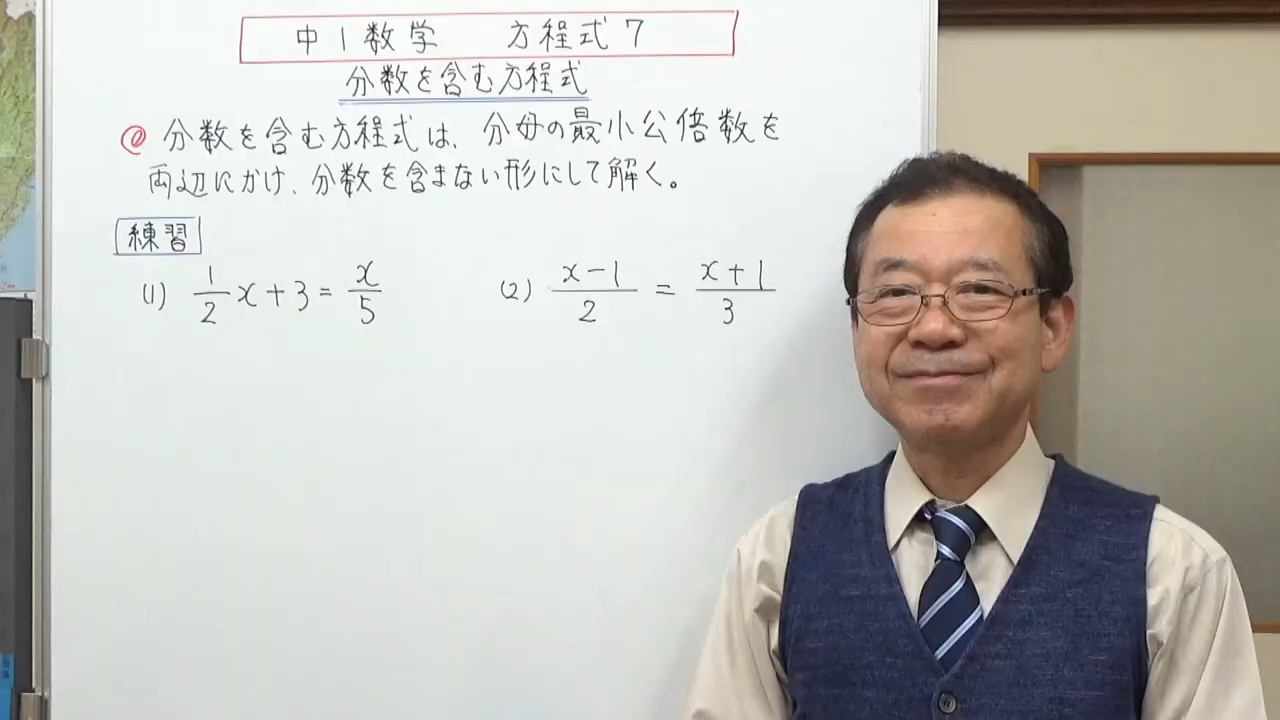 中1数学 方程式7
分数を含む方程式
@ 分数を含む方程式は、分母の最小公倍数を
両辺にかけ、分数を含まない形にして解く。
練習
(1) 1/2 x + 3 = x/5 (2) x-1/2 = x+1/3